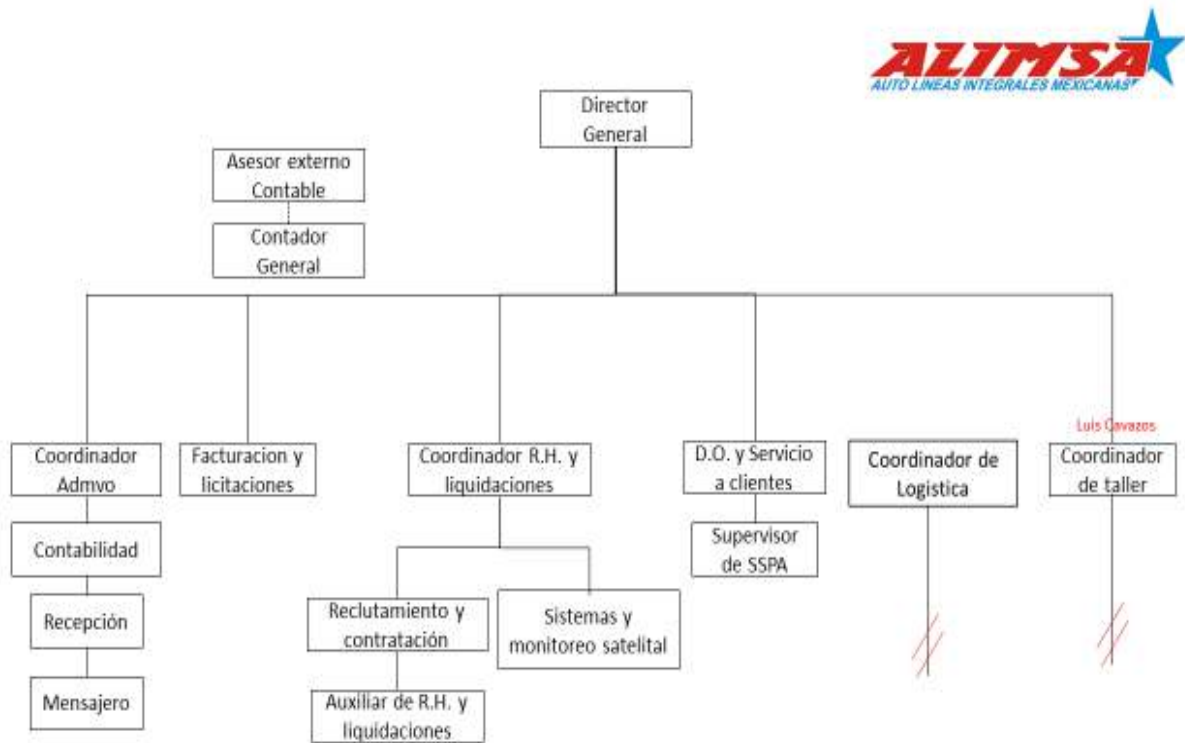 ALIMSA
AUTO LINEAS INTEGRALES MEXICANAS
Director
General
Asesor externo
Contable
Contador
General
Luis Cavazos
Coordinador
Admvo
Facturacion y
licitaciones
Coordinador R.H. y
liquidaciones
D.O. y Servicio
a clientes
Coordinador de
Logistica
Coordinador
de taller
Contabilidad
Supervisor
de SSPA
Recepción
Reclutamiento y
contratación
Sistemas y
monitoreo satelital
Mensajero
Auxiliar de R.H. y
liquidaciones